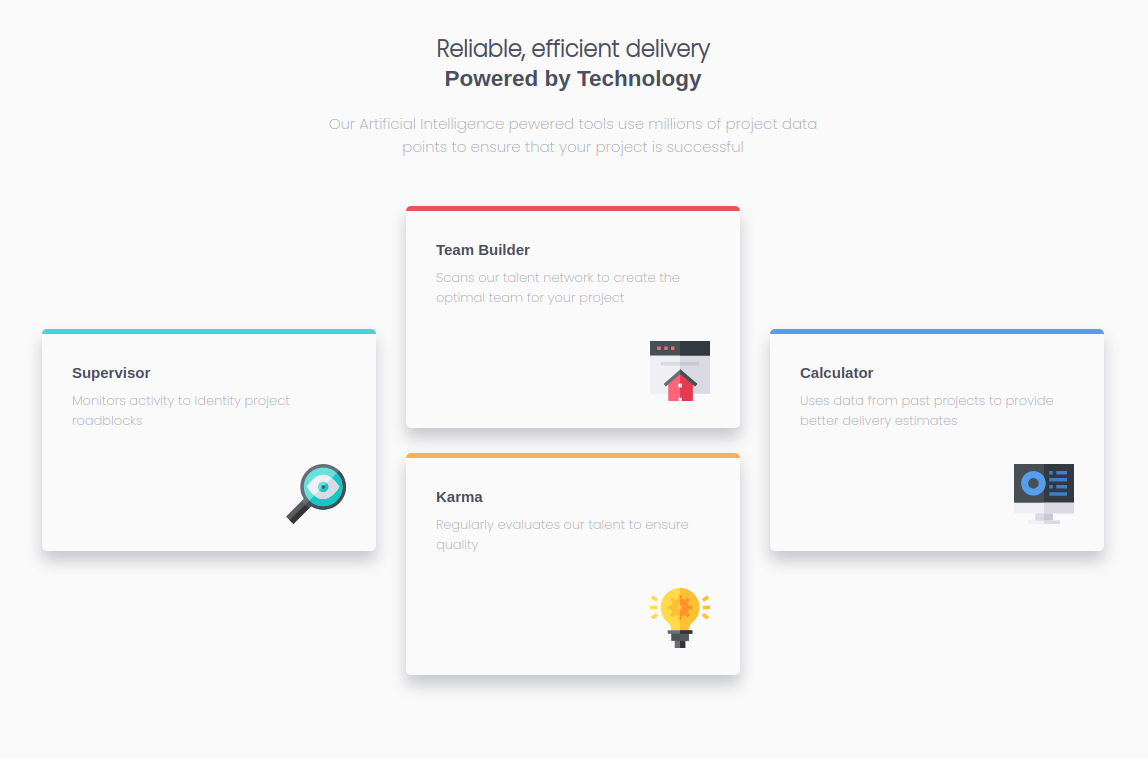 Reliable, efficient delivery
Powered by Technology
Our Artificial Intelligence pewered tools use millions of project data
points to ensure that your project is successful
Supervisor
Monitors activity to identity project
roadblocks
Team Builder
Scans our talent network to create the
optimal team for your project
Karma
Regularly evaluates our talent to ensure
quality
Calculator
Uses data from past projects to provide
better delivery estimates